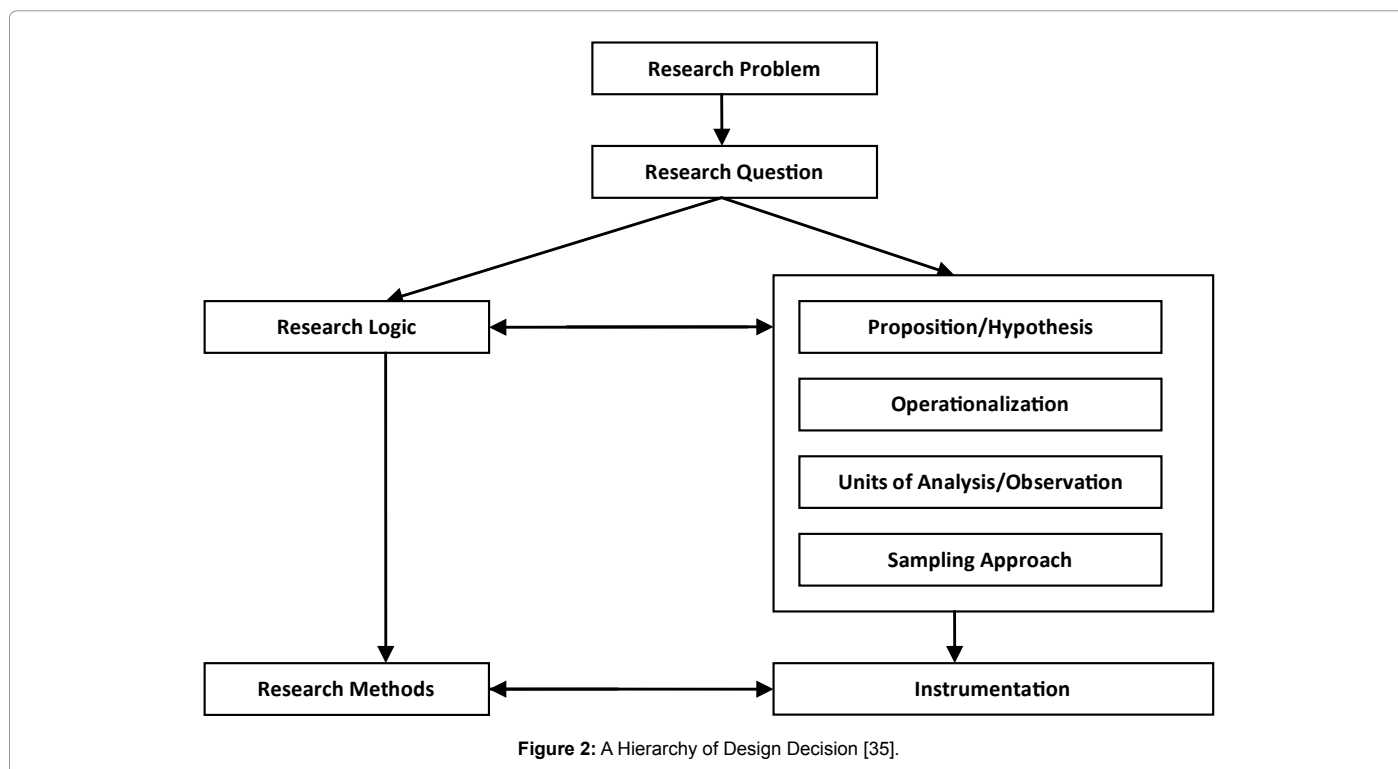 Research Problem
Research Question
Research Logic
Proposition/Hypothesis
Operationalization
Units of Analysis/Observation
Sampling Approach
Research Methods
Instrumentation
Figure 2: A Hierarchy of Design Decision [35].